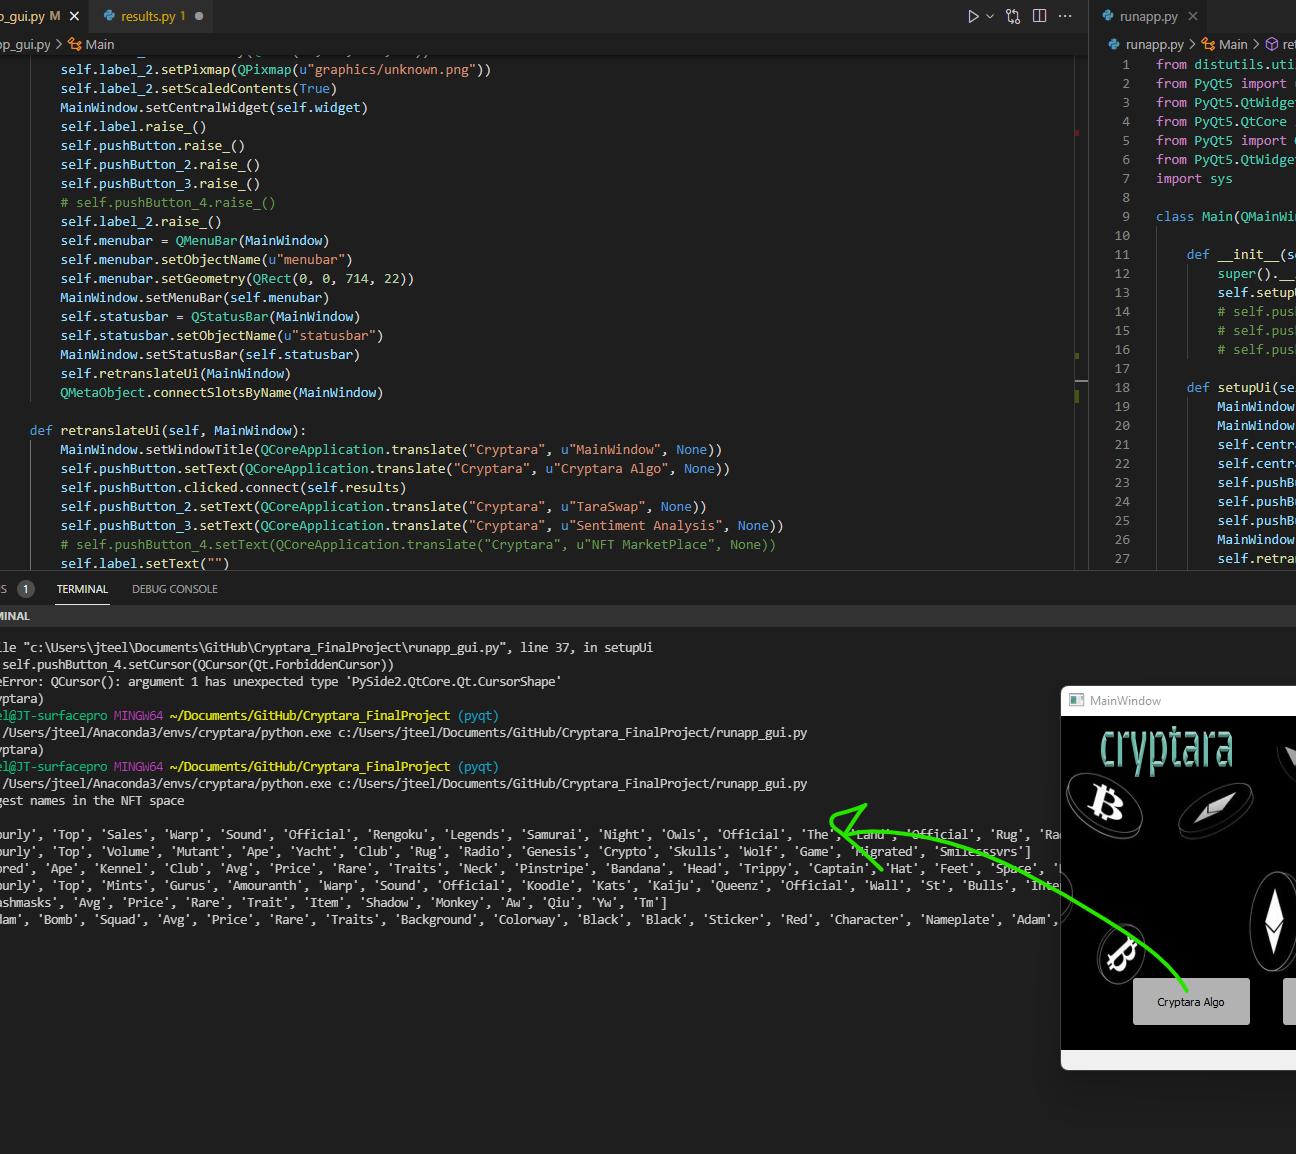 p_gui.py M
results.py 1
runapp.py
pp_gui.py > Main
runapp.py > Main >
self.label_2.setPixmap(QPixmap(u"graphics/unknown.png"))
self.label_2.setScaledContents(True)
MainWindow.setCentralWidget(self.widget)
self.label.raise_()
self.pushButton.raise_()
self.pushButton_2.raise_()
self.pushButton_3.raise_()
# self.pushButton_4.raise_()
self.label_2.raise_()
self.menubar = QMenuBar(MainWindow)
self.menubar.setObjectName(u"menubar")
self.menubar.setGeometry(QRect(0, 0, 714, 22))
MainWindow.setMenuBar(self.menubar)
self.statusbar = QStatusBar(MainWindow)
self.statusbar.setObjectName(u"statusbar")
MainWindow.setStatusBar(self.statusbar)
self.retranslateUi(MainWindow)
QMetaObject.connectSlotsByName(MainWindow)
def retranslateUi(self, MainWindow):
MainWindow.setWindowTitle(QCoreApplication.translate("Cryptara", u"MainWindow", None))
self.pushButton.setText(QCoreApplication.translate("Cryptara", u"Cryptara Algo", None))
self.pushButton.clicked.connect(self.results)
self.pushButton_2.setText(QCoreApplication.translate("Cryptara", u"TaraSwap", None))
self.pushButton_3.setText(QCoreApplication.translate("Cryptara", u"Sentiment Analysis", None))
# self.pushButton_4.setText(QCoreApplication.translate("Cryptara", u"NFT MarketPlace", None))
self.label.setText("")
1 from distutils.uti
2 from PyQt5 import
3 from PyQt5.QtWidge
4 from PyQt5.QtCore
5 from PyQt5 import
6 from PyQt5.QtWidge
7 import sys
8
9 class Main(QMainWi
10
11 def __init__(s
12 super().__
13 self.setup
14 # self.pus
15 # self.pus
16 # self.pus
17
18 def setupUi(se
19 MainWindow
20 MainWindow
21 self.centr
22 self.centr
23 self.pushB
24 self.pushB
25 self.pushB
26 MainWindow
27 self.retra
S 1 TERMINAL DEBUG CONSOLE
MINAL
le "c:\Users\jteel\Documents\GitHub\Cryptara_FinalProject\runapp_gui.py", line 37, in setupUi
self.pushButton_4.setCursor(QCursor(Qt.ForbiddenCursor))
eError: QCursor(): argument 1 has unexpected type 'PySide2.QtCore.Qt.CursorShape'
yptara)
el@JT-surfacepro MINGW64 ~/Documents/GitHub/Cryptara_FinalProject (pyqt)
/Users/jteel/Anaconda3/envs/cryptara/python.exe c:/Users/jteel/Documents/GitHub/Cryptara_FinalProject/runapp_gui.py
yptara)
el@JT-surfacepro MINGW64 ~/Documents/GitHub/Cryptara_FinalProject (pyqt)
/Users/jteel/Anaconda3/envs/cryptara/python.exe c:/Users/jteel/Documents/GitHub/Cryptara_FinalProject/runapp_gui.py
gest names in the NFT space
ourly', 'Top', 'Sales', 'Warp', 'Sound', 'Official', 'Rengoku', 'Legends', 'Samurai', 'Night', 'Owls', 'Official', 'The', 'Land', 'Official', 'Rug', 'Ra
ourly', 'Top', 'Volume', 'Mutant', 'Ape', 'Yacht', 'Club', 'Rug', 'Radio', 'Genesis', 'Crypto', 'Skulls', 'Wolf', 'Game', 'Migrated', 'Smilesssvrs']
ored', 'Ape', 'Kennel', 'Club', 'Avg', 'Price', 'Rare', 'Traits', 'Neck', 'Pinstripe', 'Bandana', 'Head', 'Trippy', 'Captain', 'Hat', 'Feet', 'Space', '
ourly', 'Top', 'Mints', 'Gurus', 'Amouranth', 'Warp', 'Sound', 'Official', 'Koodle', 'Kats', 'Kaiju', 'Queenz', 'Official', 'Wall', 'St', 'Bulls', 'Inte
ashmasks', 'Avg', 'Price', 'Rare', 'Trait', 'Item', 'Shadow', 'Monkey', 'Aw', 'Qiu', 'Yw', 'Tm']
dam', 'Bomb', 'Squad', 'Avg', 'Price', 'Rare', 'Traits', 'Background', 'Colorway', 'Black', 'Black', 'Sticker', 'Red', 'Character', 'Nameplate', 'Adam',
MainWindow
cryptara
Cryptara Algo